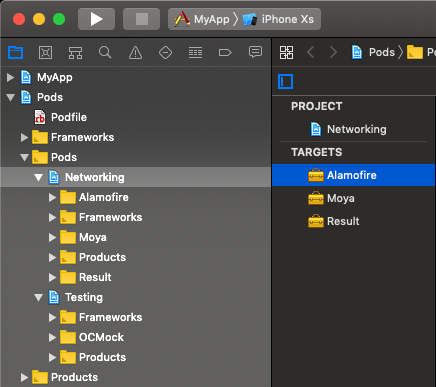 MyApp
iPhone Xs
Pods
MyApp
Pods
rb
Podfile
Frameworks
Pods
Networking
Alamofire
Frameworks
Moya
Products
Result
Testing
Frameworks
OCMock
Products
Products
PROJECT
Networking
TARGETS
Alamofire
Moya
Result